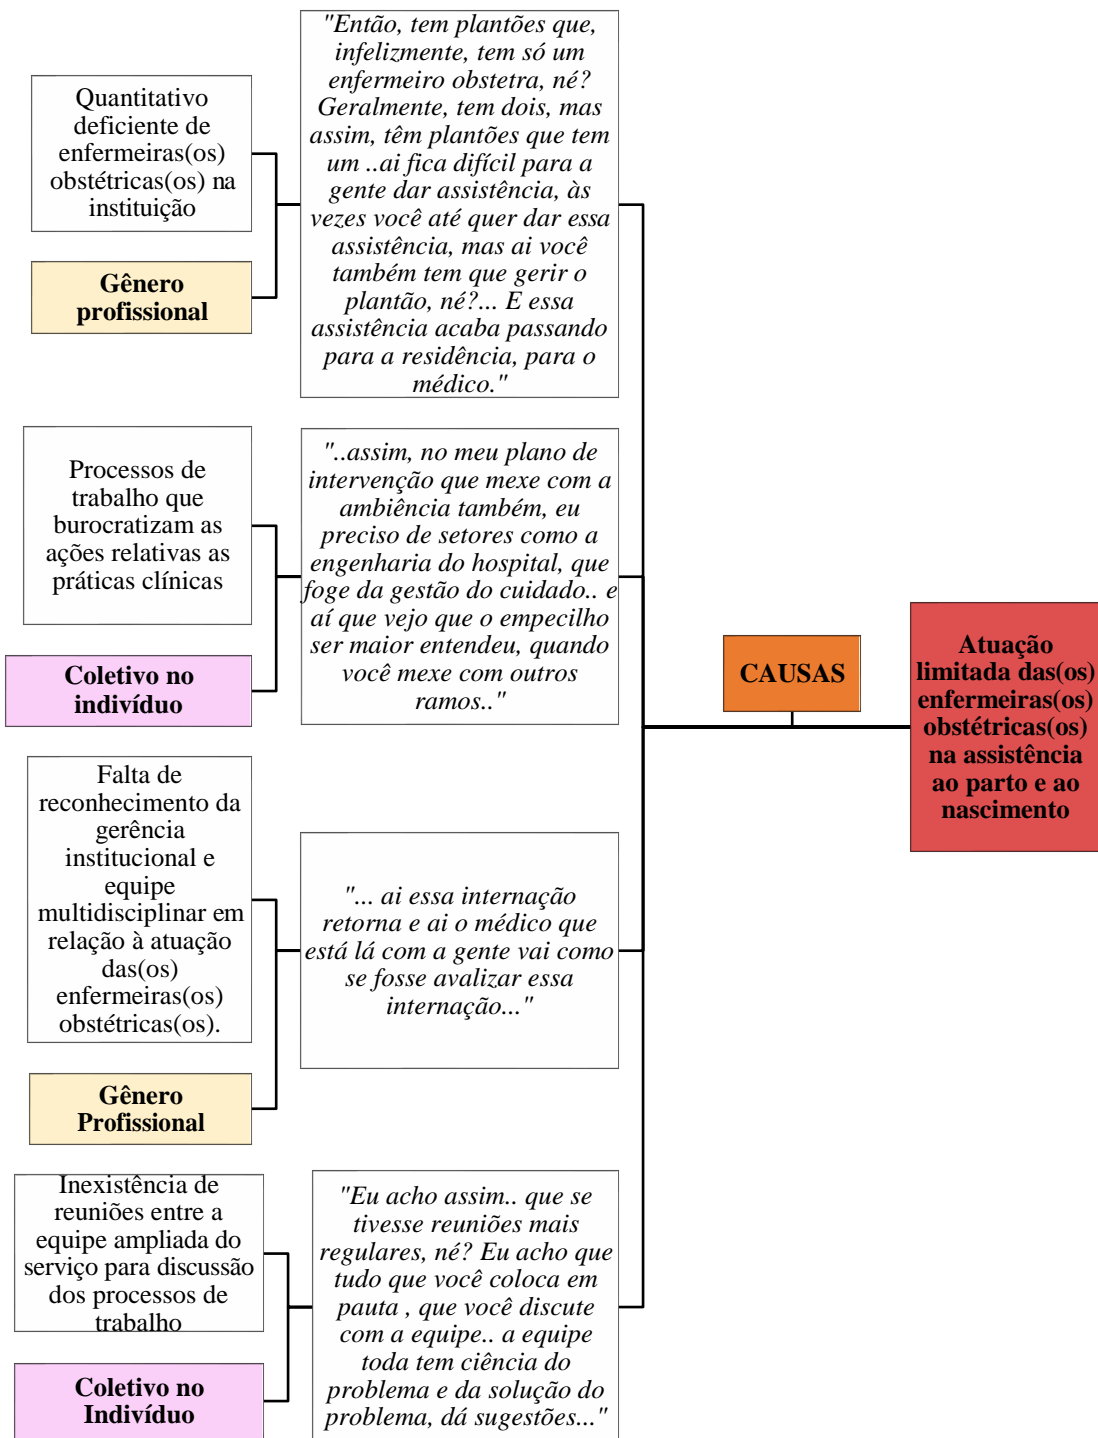 Quantitativo
deficiente de
enfermeiras(os)
obstétricas(os) na
instituição
Gênero
profissional
"Então, tem plantões que,
infelizmente, tem só um
enfermeiro obstetra, né?
Geralmente, tem dois, mas
assim, têm plantões que tem
um ..ai fica difícil para a
gente dar assistência, às
vezes você até quer dar essa
assistência, mas ai você
também tem que gerir o
plantão, né?... E essa
assistência acaba passando
para a residência, para o
médico."
Processos de
trabalho que
burocratizam as
ações relativas as
práticas clínicas
Coletivo no
indivíduo
"..assim, no meu plano de
intervenção que mexe com a
ambiência também, eu
preciso de setores como a
engenharia do hospital, que
foge da gestão do cuidado.. e
aí que vejo que o empecilho
ser maior entendeu, quando
você mexe com outros
ramos.."
Falta de
reconhecimento da
gerência
institucional e
equipe
multidisciplinar em
relação à atuação
das(os)
enfermeiras(os)
obstétricas(os).
Gênero
Profissional
"... ai essa internação
retorna e ai o médico que
está lá com a gente vai como
se fosse avalizar essa
internação..."
Inexistência de
reuniões entre a
equipe ampliada do
serviço para discussão
dos processos de
trabalho
Coletivo no
Indivíduo
"Eu acho assim.. que se
tivesse reuniões mais
regulares, né? Eu acho que
tudo que você coloca em
pauta , que você discute
com a equipe.. a equipe
toda tem ciência do
problema e da solução do
problema, dá sugestões..."
CAUSAS
Atuação
limitada das(os)
enfermeiras(os)
obstétricas(os)
na assistência
ao parto e ao
nascimento